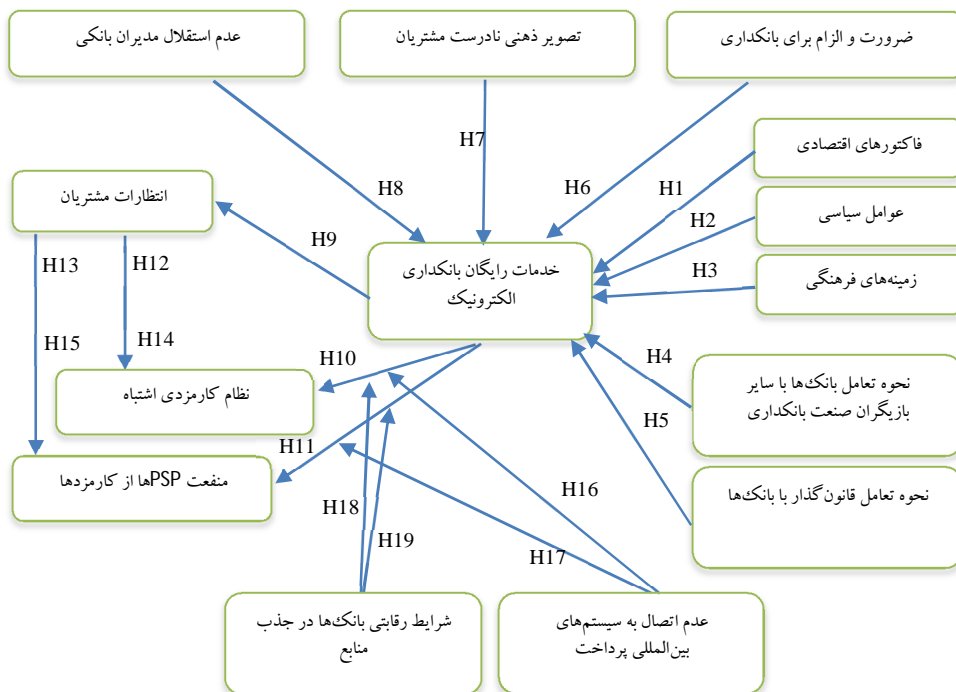 عدم استقلال مدیران بانکی
تصویر ذهنی نادرست مشتریان
ضرورت و الزام برای بانکداری
فاکتورهای اقتصادی
عوامل سیاسی
زمینه‌های فرهنگی
انتظارات مشتریان
خدمات رایگان بانکداری
الکترونیک
نحوه تعامل بانک‌ها با سایر
بازیگران صنعت بانکداری
نظام کارمزدی اشتباه
منفعت PSPها از کارمزدها
نحوه تعامل قانون‌گذار با بانک‌ها
شرایط رقابتی بانک‌ها در جذب
منابع
عدم اتصال به سیستم‌های
بین‌المللی پرداخت
H7
H8
H6
H1
H2
H3
H9
H13
H12
H15
H14
H10
H4
H5
H11
H16
H18
H19
H17